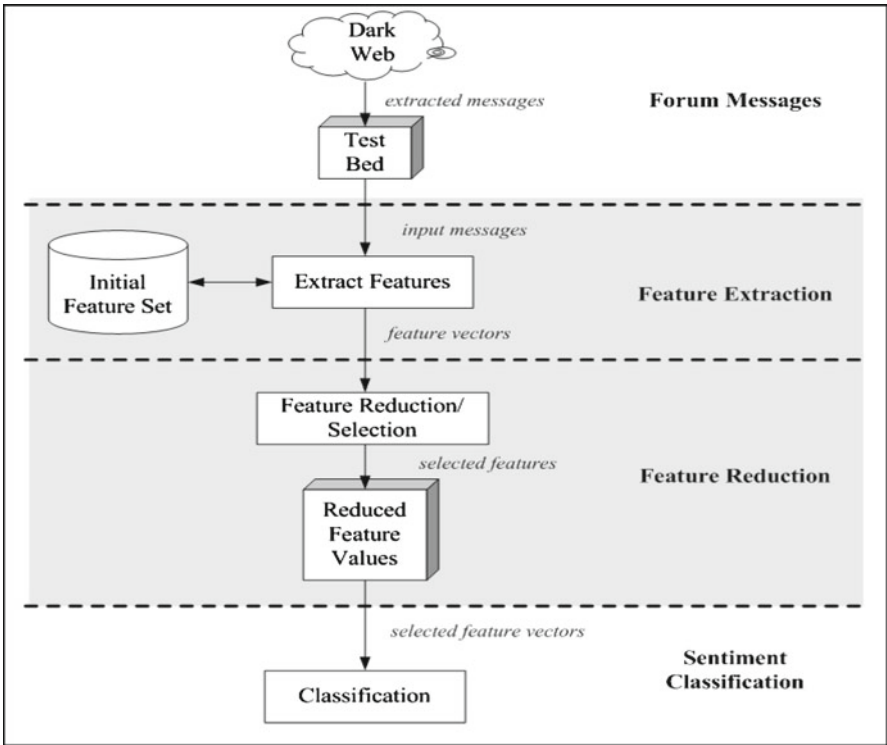 Dark
Web
extracted messages
Forum Messages
Test
Bed
input messages
Initial
Feature Set
Extract Features
Feature Extraction
feature vectors
Feature Reduction/
Selection
selected features
Feature Reduction
Reduced
Feature
Values
selected feature vectors
Sentiment
Classification
Classification